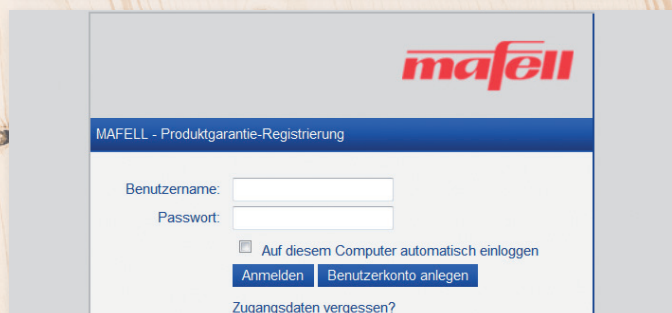 mafell
MAFELL - Produktgarantie-Registrierung
Benutzername:
Passwort:
Auf diesem Computer automatisch einloggen
Anmelden Benutzerkonto anlegen
Zugangsdaten vergessen?